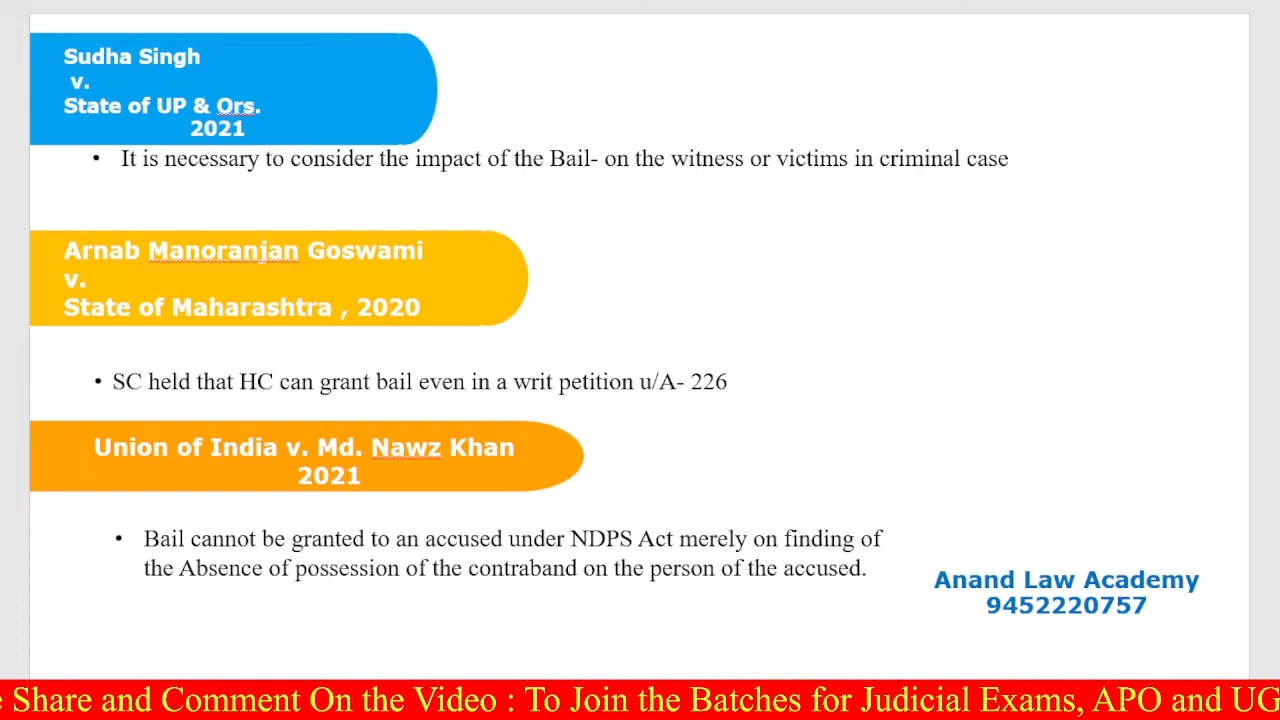 Sudha Singh
v.
State of UP & Ors.
2021
• It is necessary to consider the impact of the Bail- on the witness or victims in criminal case
Arnab Manoranjan Goswami
v.
State of Maharashtra , 2020
• SC held that HC can grant bail even in a writ petition u/A- 226
Union of India v. Md. Nawz Khan
2021
• Bail cannot be granted to an accused under NDPS Act merely on finding of
the Absence of possession of the contraband on the person of the accused.
Anand Law Academy
9452220757
e Share and Comment On the Video : To Join the Batches for Judicial Exams, APO and UG